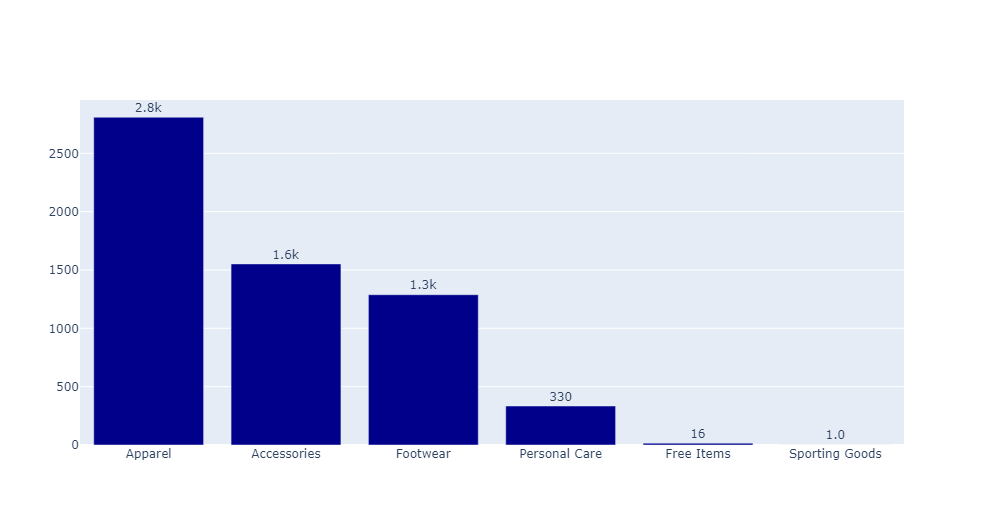 2.8k
2500
2000
1.6k
1500
1.3k
1000
500
330
16
1.0
0
Apparel Accessories Footwear Personal Care Free Items Sporting Goods